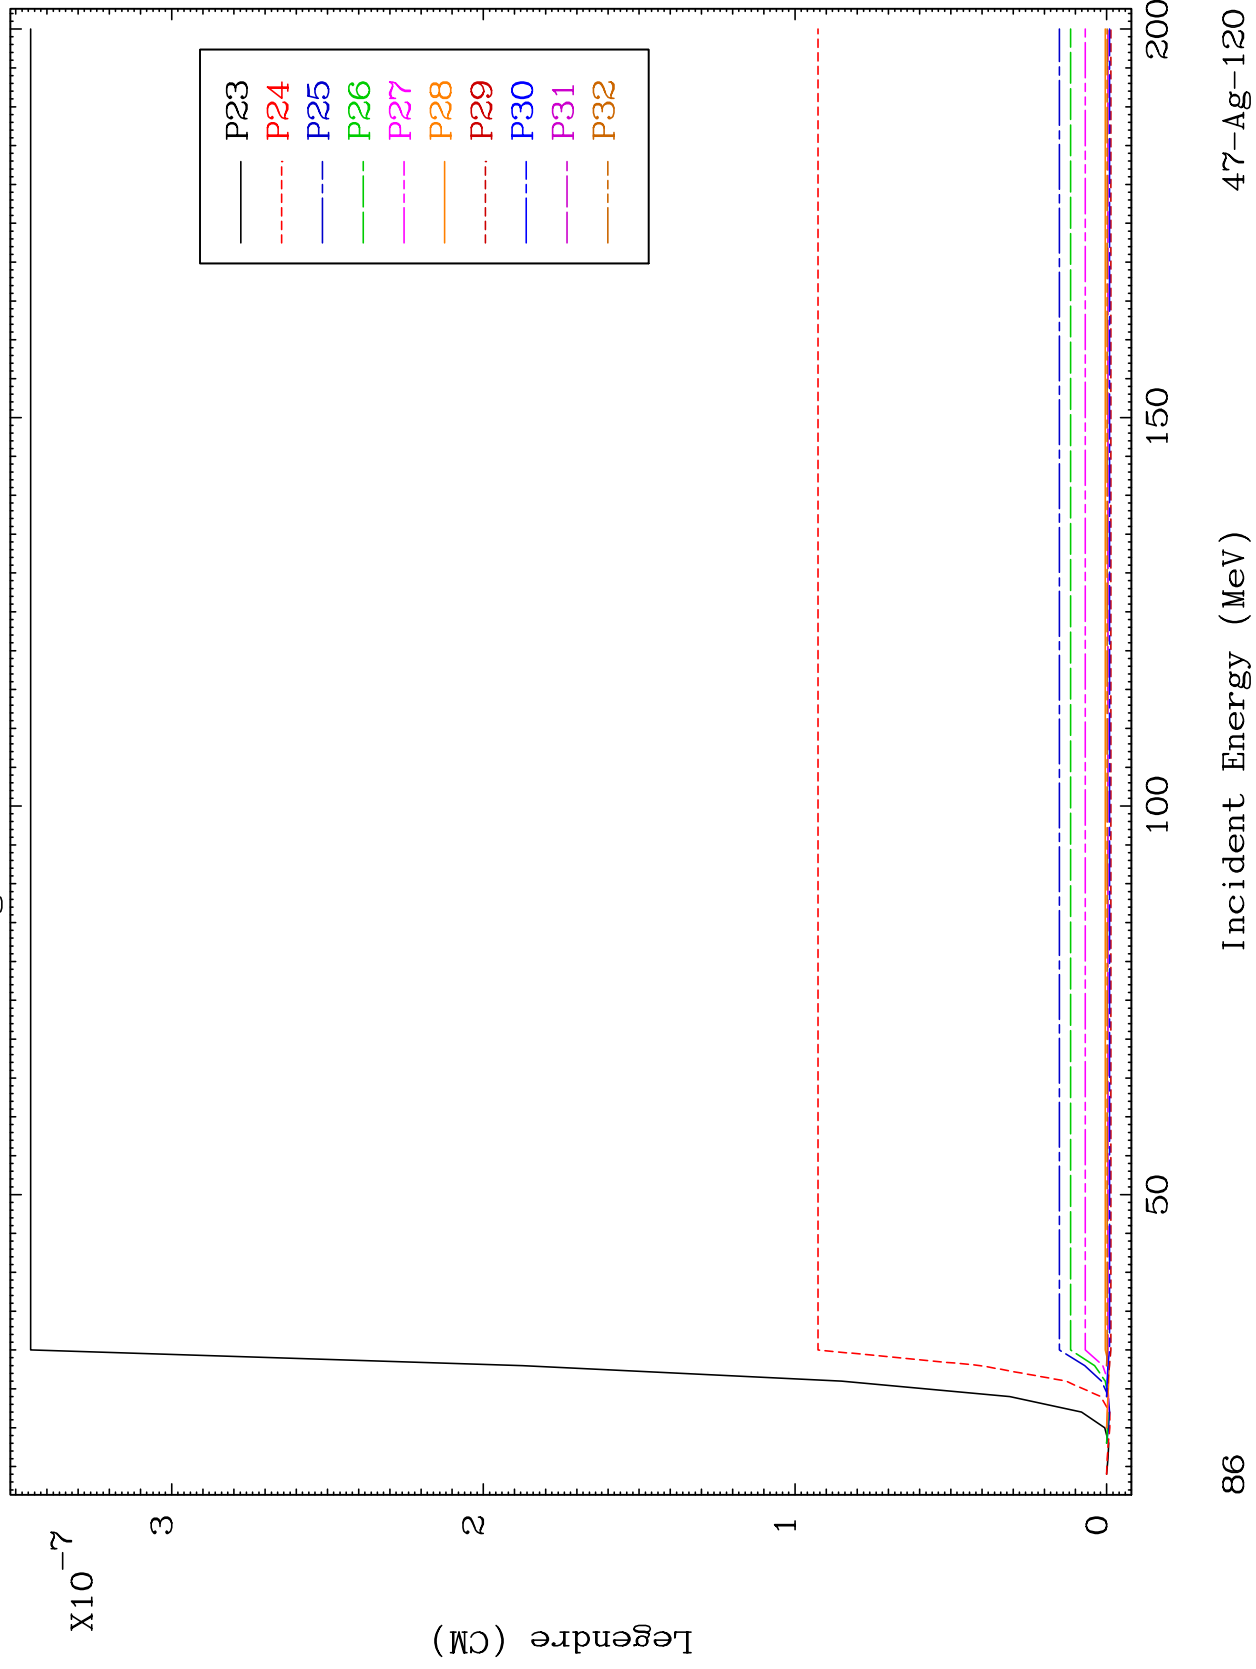 X10-7
Legendre (CM)
3
2
1
0
50
100
150
200
Incident Energy (MeV)
P23
P24
P25
P26
P27
P28
P29
P30
P31
P32
86
47-Ag-120